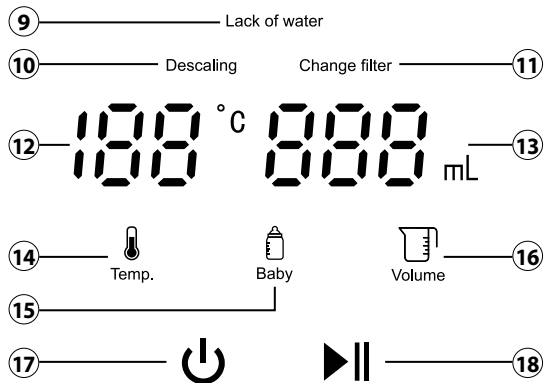 9 Lack of water
10 Descaling Change filter 11
12 188 °C 888 mL 13
14 Temp. Baby Volume 16
15
17 18